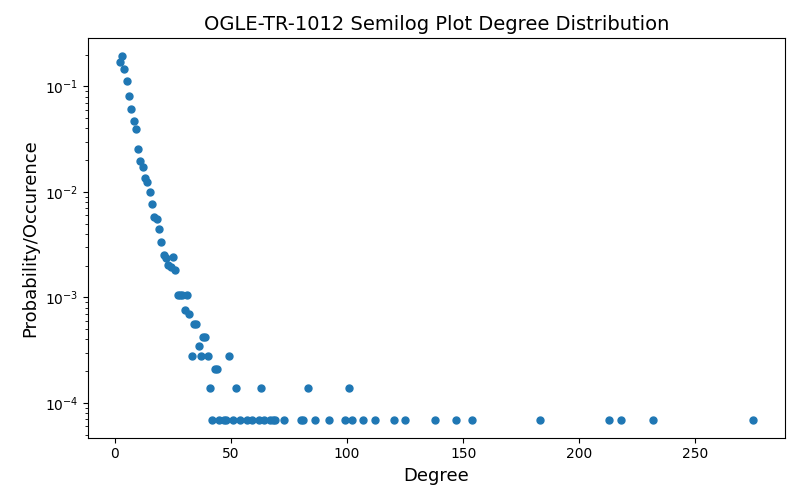 OGLE-TR-1012 Semilog Plot Degree Distribution
Probability/Occurence
10⁻¹
10⁻²
10⁻³
10⁻⁴
0 50 100 150 200 250
Degree